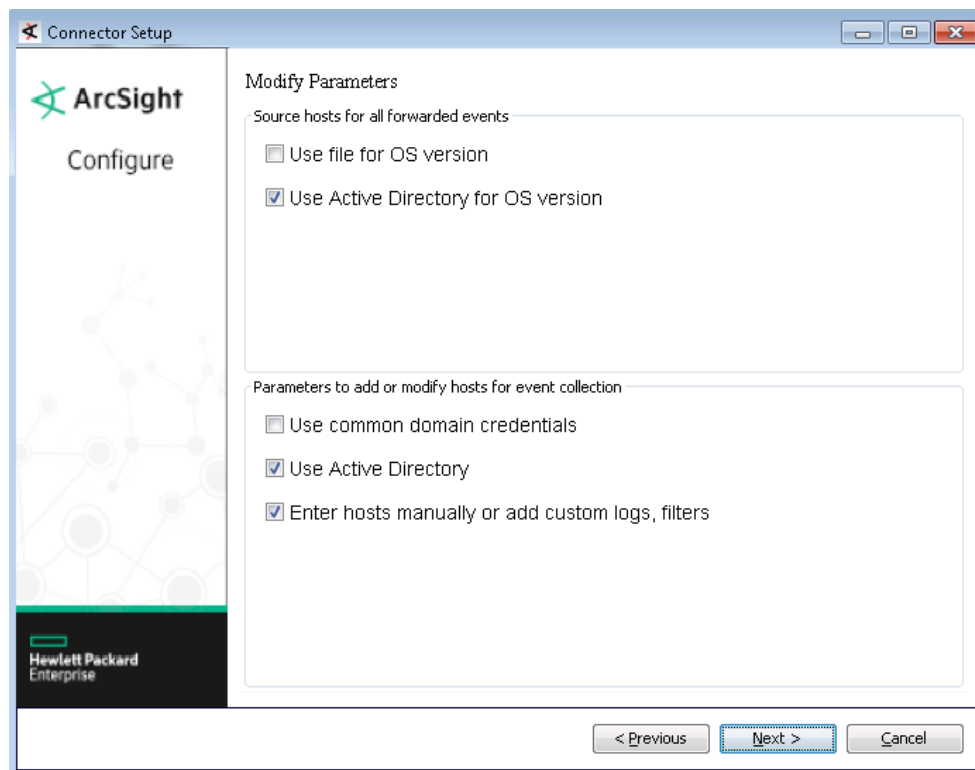 Connector Setup
ArcSight
Configure
Modify Parameters
Source hosts for all forwarded events
Use file for OS version
Use Active Directory for OS version
Parameters to add or modify hosts for event collection
Use common domain credentials
Use Active Directory
Enter hosts manually or add custom logs, filters
Hewlett Packard
Enterprise
< Previous
Next >
Cancel